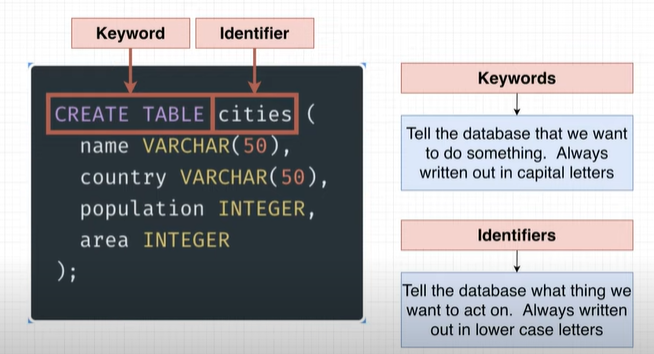 Keyword
Identifier
CREATE TABLE cities (
name VARCHAR(50),
country VARCHAR(50),
population INTEGER,
area INTEGER
);
Keywords
Tell the database that we want
to do something. Always
written out in capital letters
Identifiers
Tell the database what thing we
want to act on. Always written
out in lower case letters